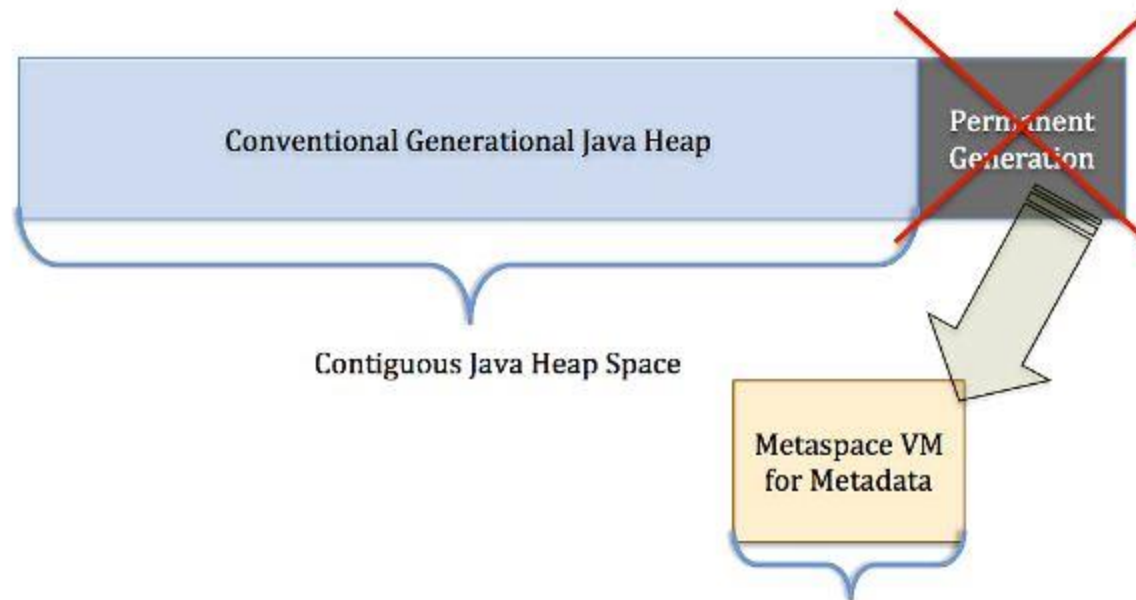 Conventional Generational Java Heap
Permanent
Generation
Contiguous Java Heap Space
Metaspace VM
for Metadata